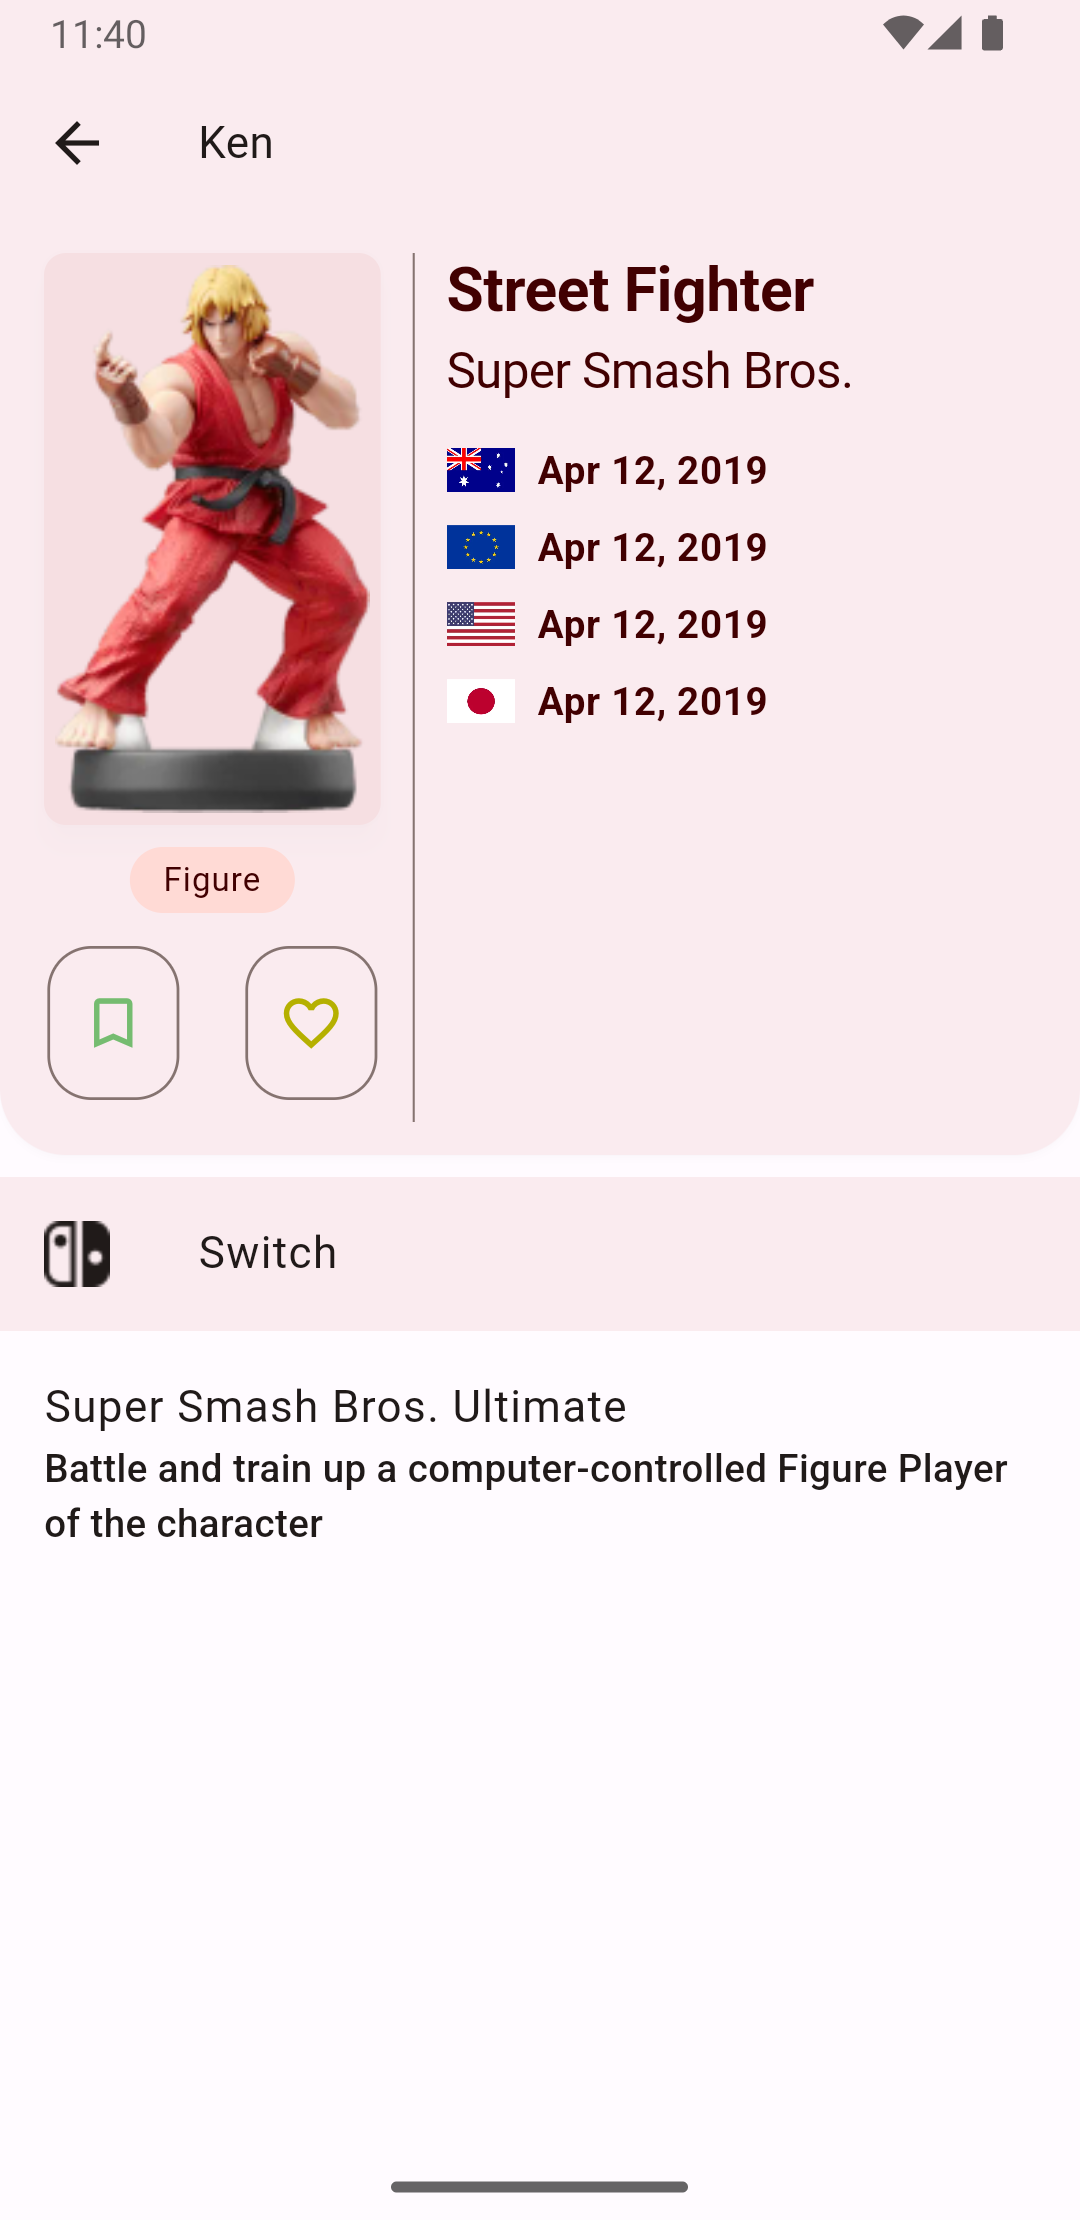 11:40
Ken
Street Fighter
Super Smash Bros.
Apr 12, 2019
Apr 12, 2019
Apr 12, 2019
Apr 12, 2019
Figure
Switch
Super Smash Bros. Ultimate
Battle and train up a computer-controlled Figure Player
of the character